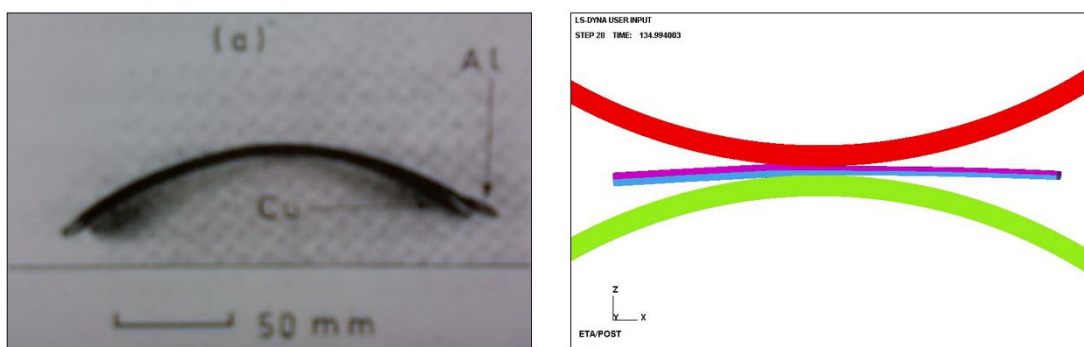 (a)
Al
Cu
50 mm
LS-DYNA USER INPUT
STEP 28 TIME: 134.994003
Z
Y X
ETA/POST